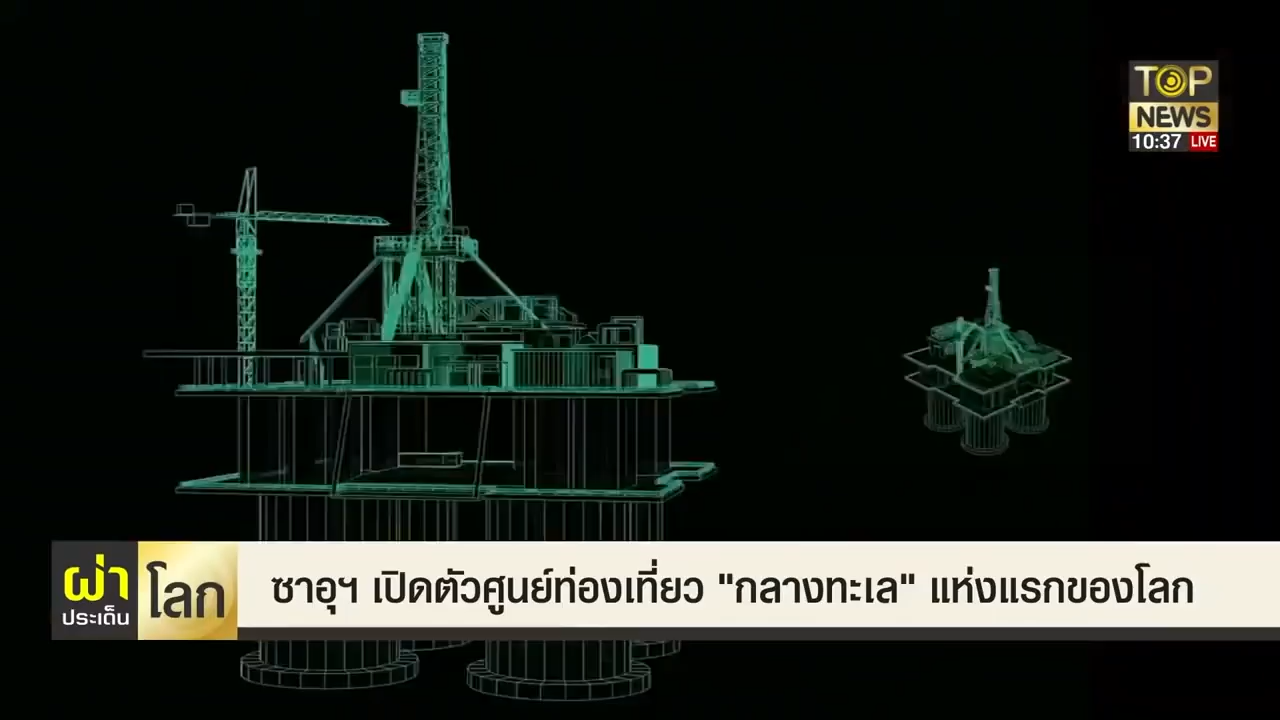 TOP
NEWS
10:37 LIVE
ผ่า
ประเด็น
โลก
ซาอุฯ เปิดตัวศูนย์ท่องเที่ยว "กลางทะเล" แห่งแรกของโลก